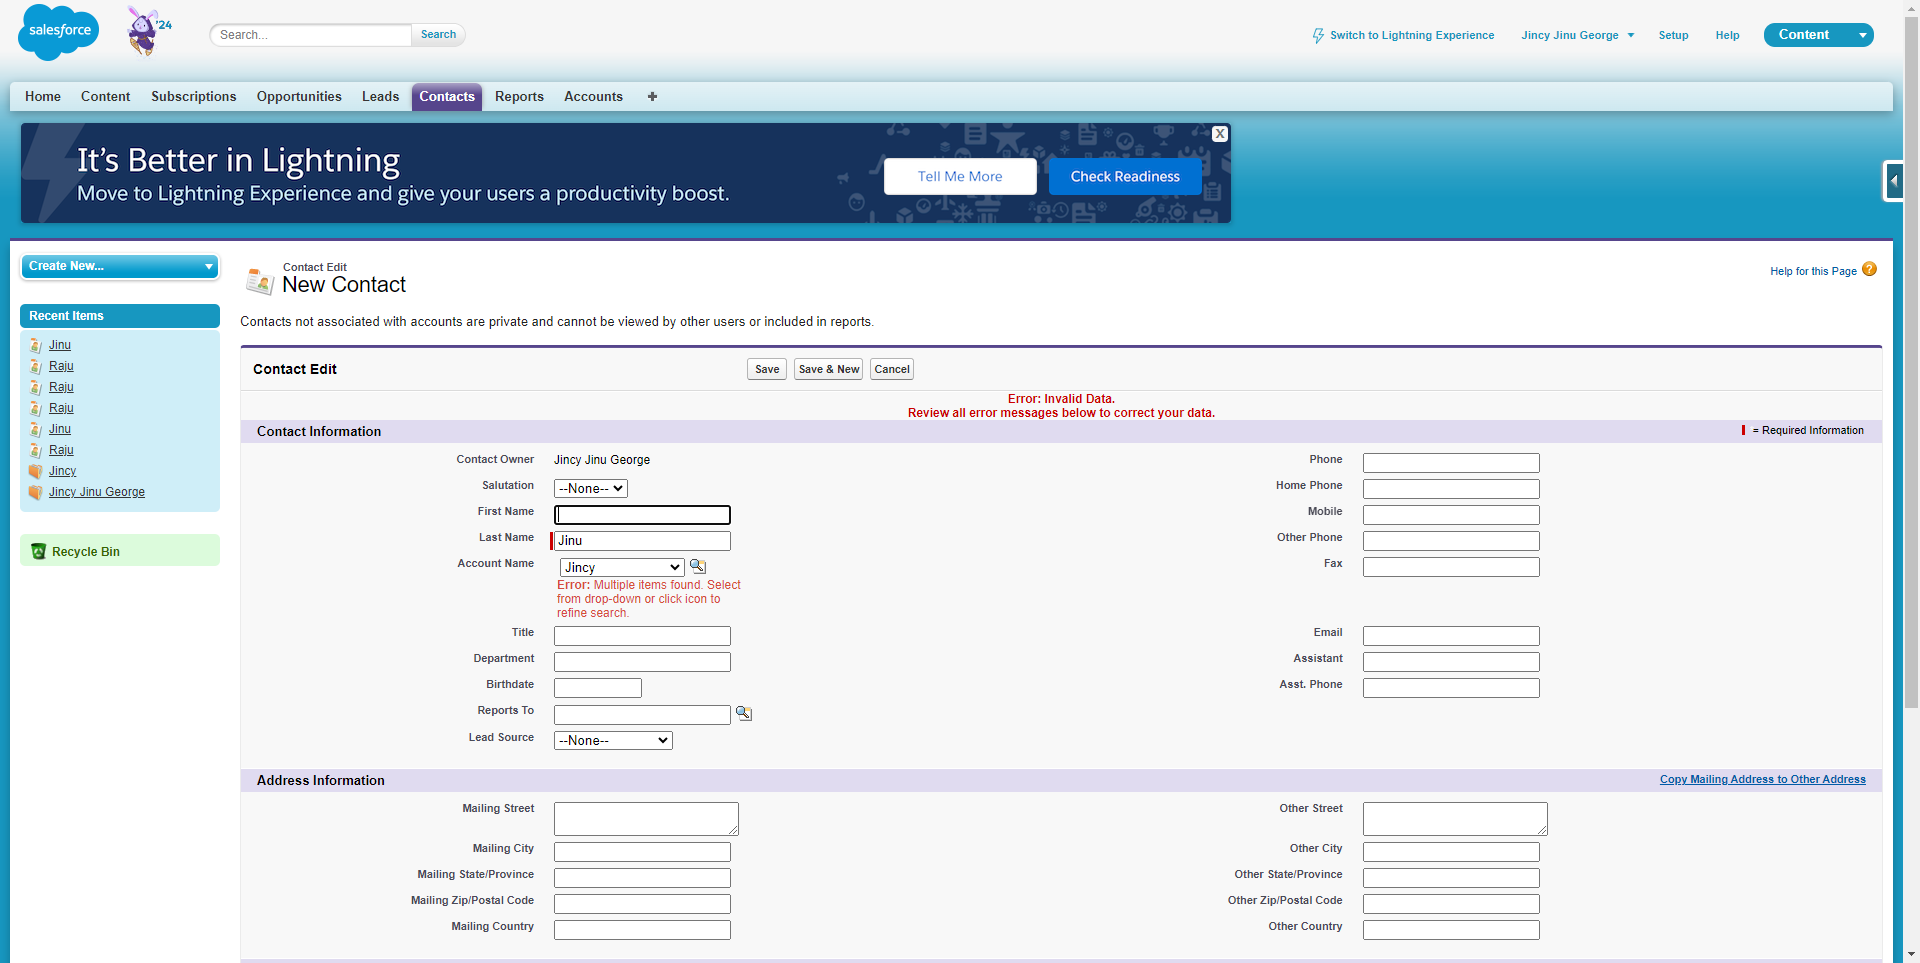 salesforce
'24
Search...
Search
Switch to Lightning Experience
Jincy Jinu George
Setup
Help
Content
Home
Content
Subscriptions
Opportunities
Leads
Contacts
Reports
Accounts
+
It's Better in Lightning
Move to Lightning Experience and give your users a productivity boost.
Tell Me More
Check Readiness
X
Create New...
Recent Items
Jinu
Raju
Raju
Raju
Jinu
Raju
Jincy
Jincy Jinu George
Recycle Bin
Contact Edit
New Contact
Help for this Page ?
Contacts not associated with accounts are private and cannot be viewed by other users or included in reports.
Contact Edit
Save
Save & New
Cancel
Error: Invalid Data.
Review all error messages below to correct your data.
Contact Information
= Required Information
Contact Owner Jincy Jinu George
Phone
Salutation --None--
Home Phone
First Name
Mobile
Last Name Jinu
Other Phone
Account Name Jincy
Fax
Error: Multiple items found. Select
from drop-down or click icon to
refine search.
Title
Email
Department
Assistant
Birthdate
Asst. Phone
Reports To
Lead Source --None--
Address Information
Copy Mailing Address to Other Address
Mailing Street
Other Street
Mailing City
Other City
Mailing State/Province
Other State/Province
Mailing Zip/Postal Code
Other Zip/Postal Code
Mailing Country
Other Country